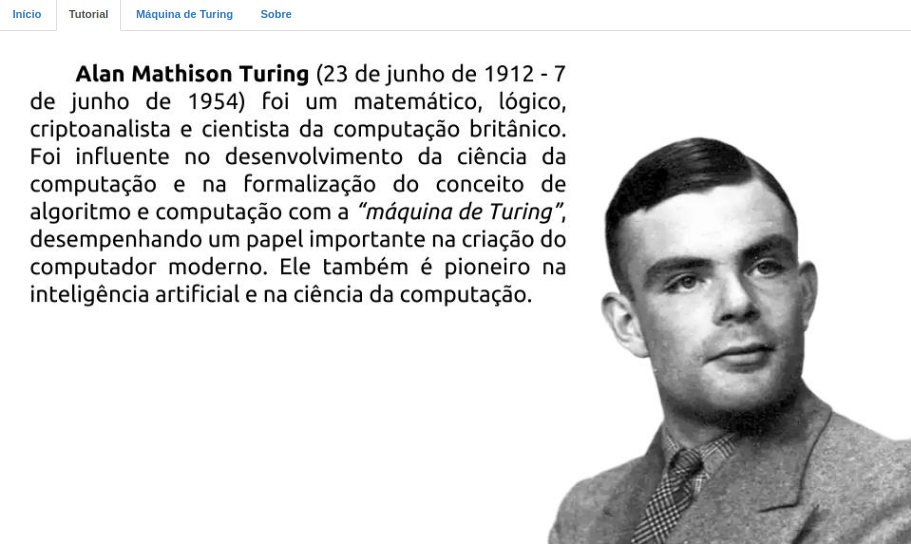 Início Tutorial Máquina de Turing Sobre
Alan Mathison Turing (23 de junho de 1912 - 7
de junho de 1954) foi um matemático, lógico,
criptoanalista e cientista da computação britânico.
Foi influente no desenvolvimento da ciência da
computação e na formalização do conceito de
algoritmo e computação com a “máquina de Turing”,
desempenhando um papel importante na criação do
computador moderno. Ele também é pioneiro na
inteligência artificial e na ciência da computação.